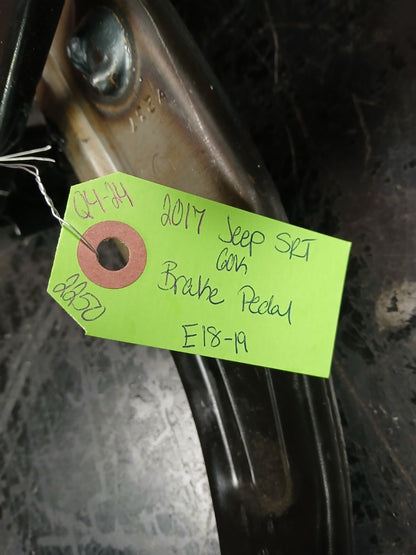 Q4-24
2250
2017 Jeep SRT
60k
Brake Pedal
E18-19